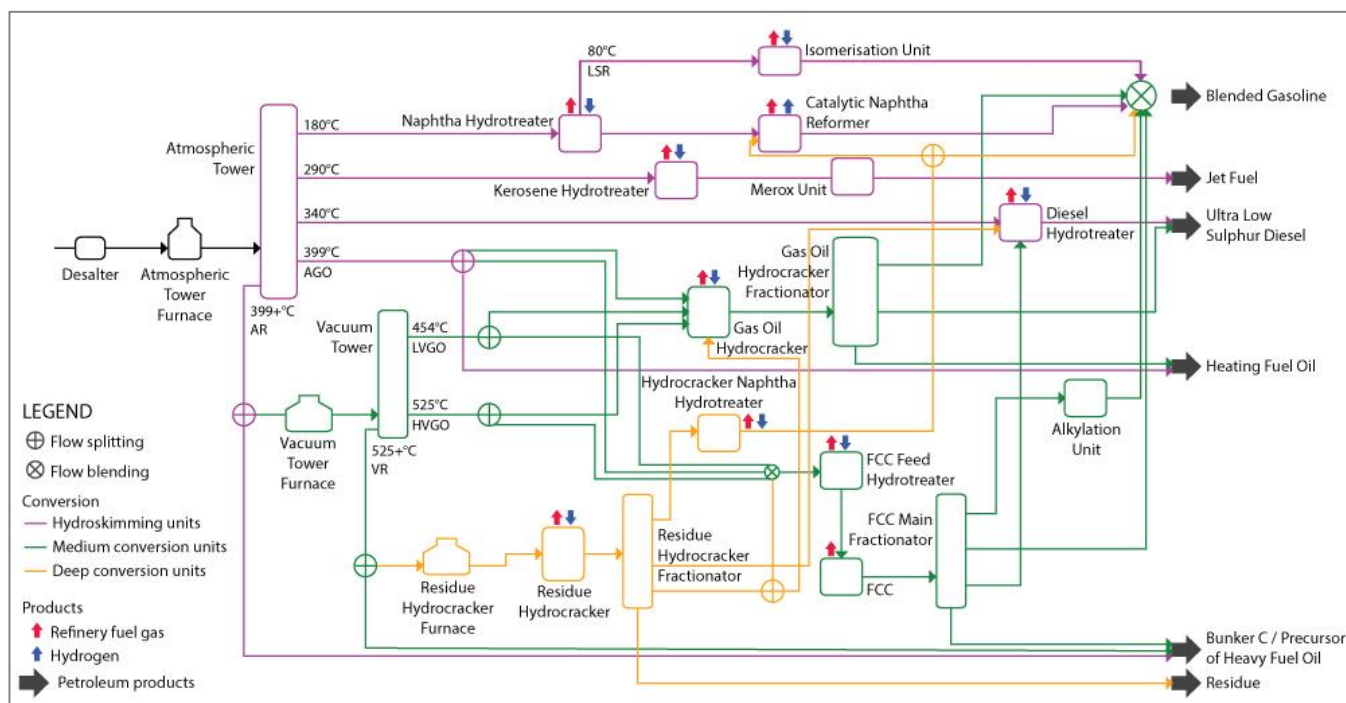 80°C
LSR
Isomerisation Unit
Blended Gasoline
180°C
Naphtha Hydrotreater
Catalytic Naphtha
Reformer
Atmospheric
Tower
290°C
Kerosene Hydrotreater
Merox Unit
Jet Fuel
340°C
Diesel
Hydrotreater
Ultra Low
Sulphur Diesel
Desalter
Atmospheric
Tower
Furnace
399°C
AGO
Gas Oil
Hydrocracker
Fractionator
399+°C
AR
Vacuum
Tower
454°C
LVGO
Gas Oil
Hydrocracker
Heating Fuel Oil
Hydrocracker Naphtha
Hydrotreater
525°C
HVGO
Alkylation
Unit
525+°C
VR
Vacuum
Tower
Furnace
FCC Feed
Hydrotreater
FCC Main
Fractionator
Residue
Hydrocracker
Fractionator
FCC
Residue
Hydrocracker
Furnace
Residue
Hydrocracker
Bunker C / Precursor
of Heavy Fuel Oil
Residue
LEGEND
Flow splitting
Flow blending
Conversion
Hydroskimming units
Medium conversion units
Deep conversion units
Products
Refinery fuel gas
Hydrogen
Petroleum products